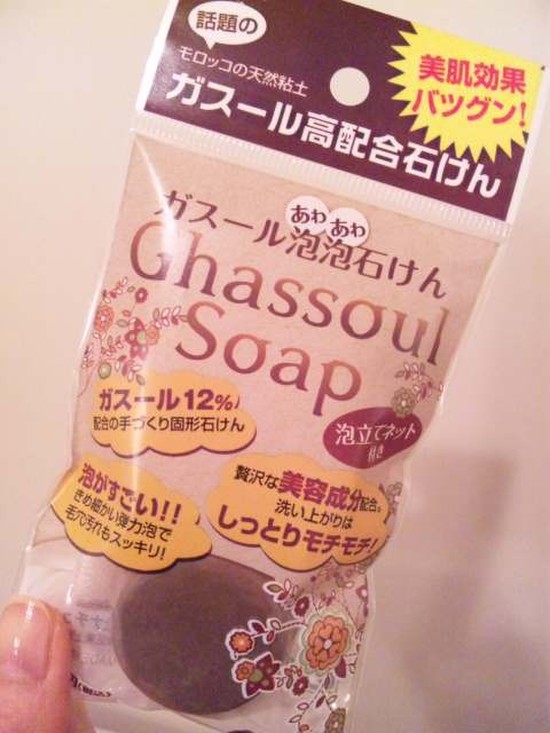 話題の
モロッコの天然粘土
ガスール高配合石けん
美肌効果
バツグン!
あわ あわ
ガスール泡泡石けん
Ghassoul
Soap
ガスール12%
配合の手づくり固形石けん
泡立てネット
付き
泡がすごい!!
きめ細かい弾力泡で
毛穴汚れもスッキリ!
贅沢な美容成分配合。
洗い上がりは
しっとりモチモチ!